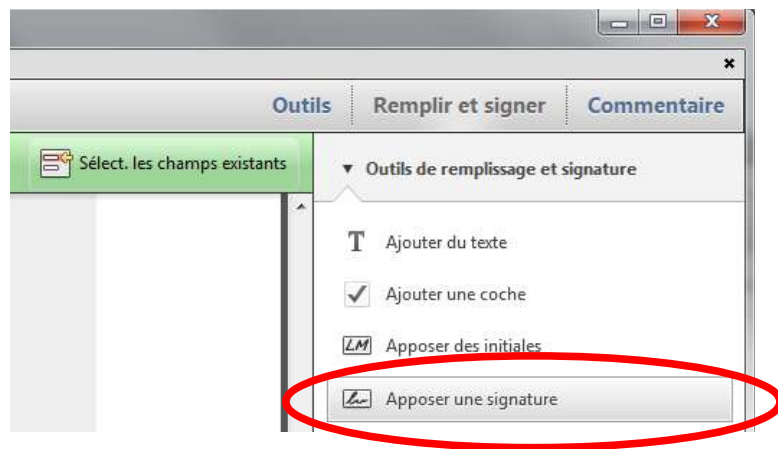 Outils Remplir et signer Commentaire
Sélect. les champs existants
Outils de remplissage et signature
T Ajouter du texte
Ajouter une coche
LM Apposer des initiales
Apposer une signature